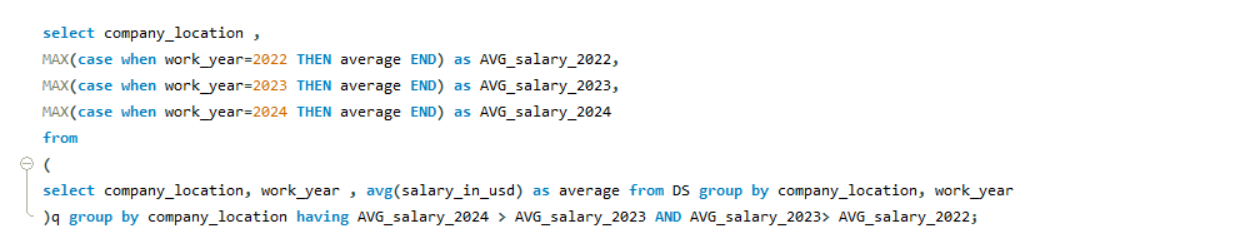 select company_location ,
MAX(case when work_year=2022 THEN average END) as AVG_salary_2022,
MAX(case when work_year=2023 THEN average END) as AVG_salary_2023,
MAX(case when work_year=2024 THEN average END) as AVG_salary_2024
from
(
select company_location, work_year , avg(salary_in_usd) as average from DS group by company_location, work_year
)q group by company_location having AVG_salary_2024 > AVG_salary_2023 AND AVG_salary_2023> AVG_salary_2022;